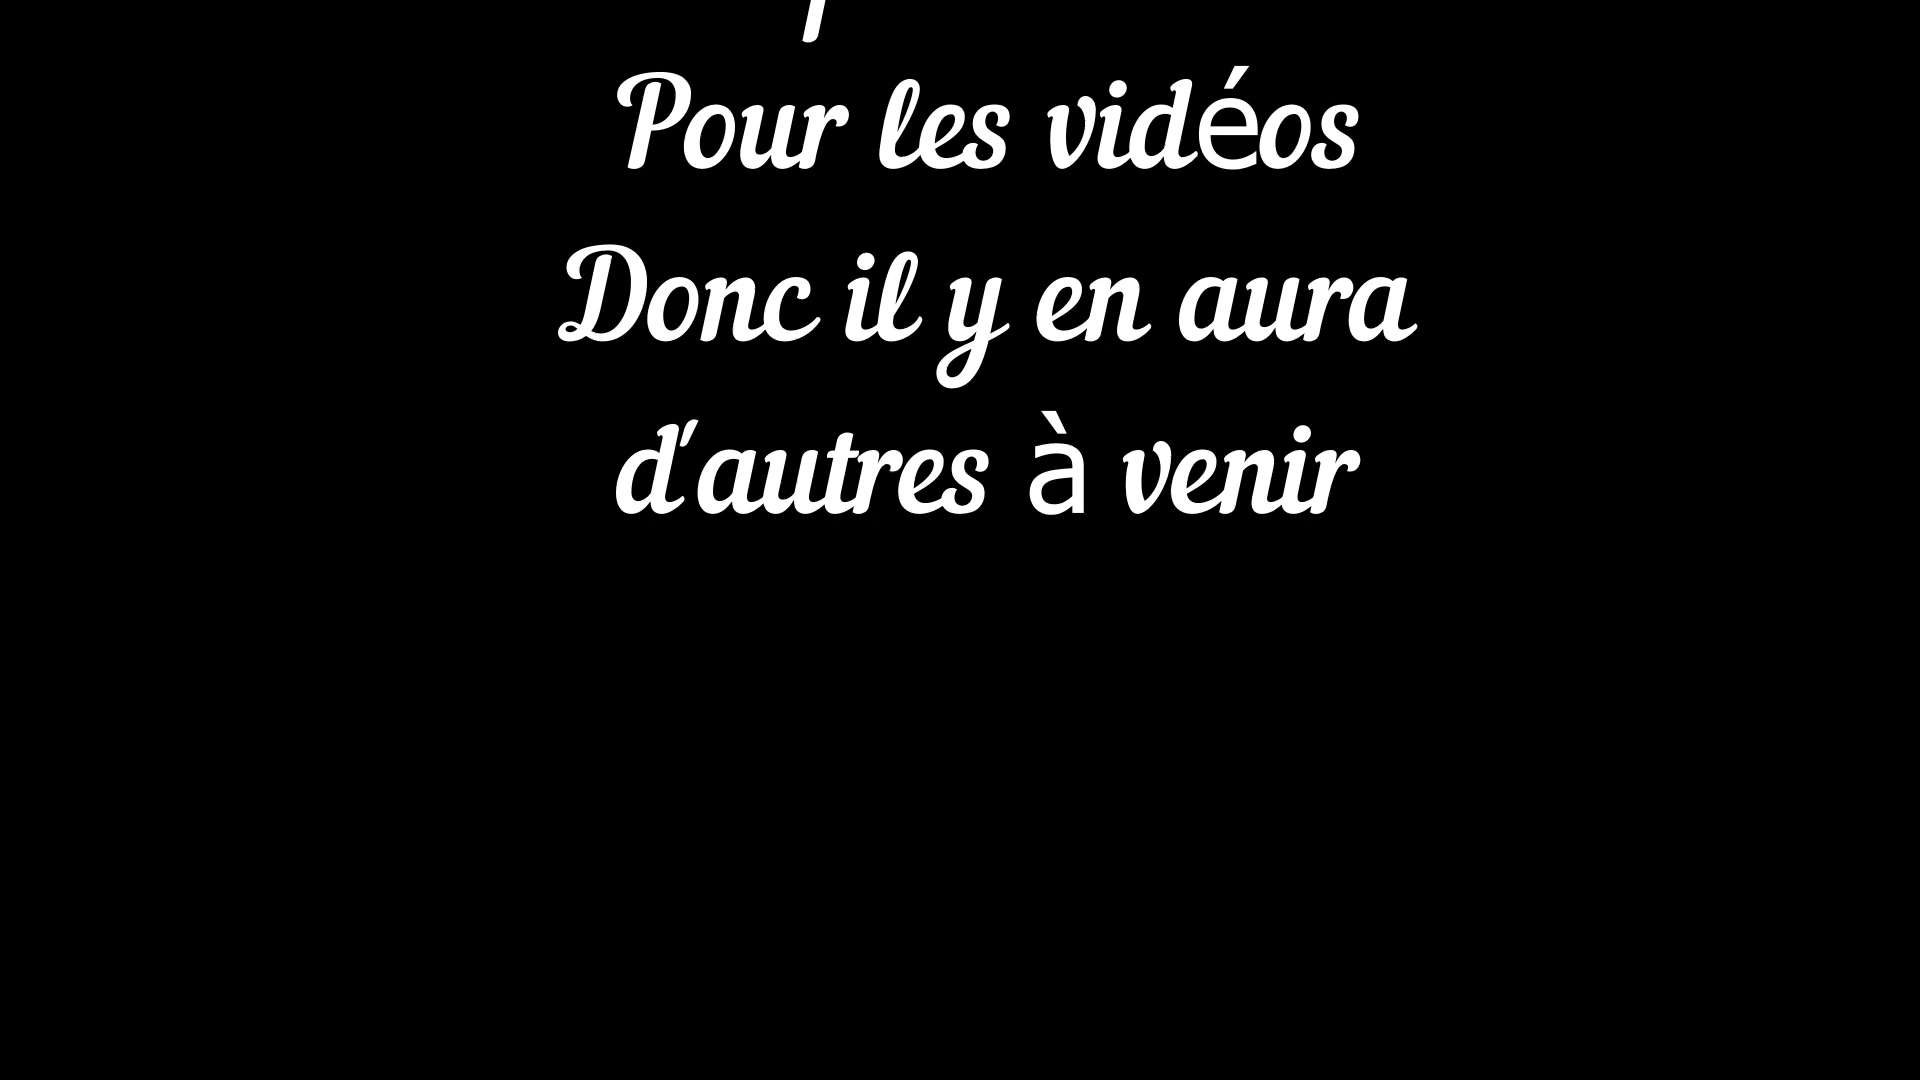 Pour les vidéos
Donc il y en aura
d'autres à venir